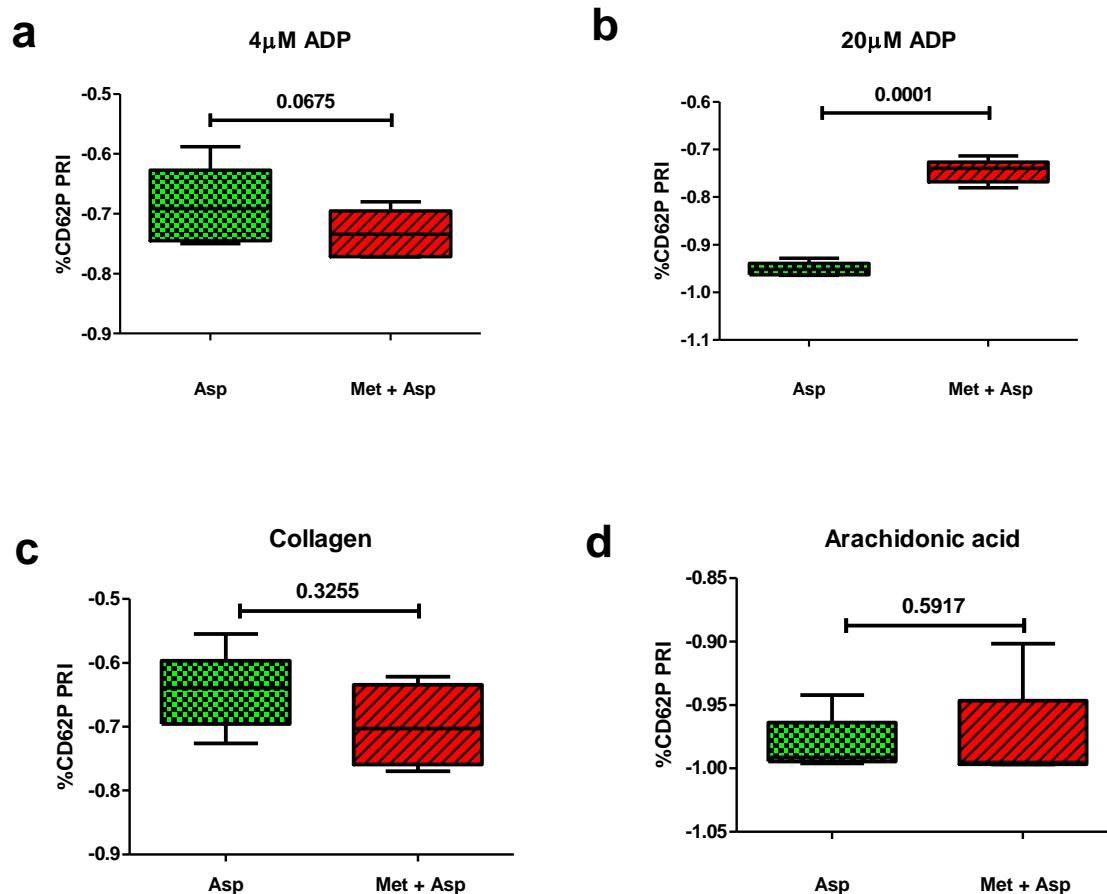 a
4μM ADP
-0.5
-0.6
-0.7
-0.8
-0.9
%CD62P PRI
0.0675
Asp Met + Asp
b
20μM ADP
-0.6
-0.7
-0.8
-0.9
-1.0
-1.1
%CD62P PRI
0.0001
Asp Met + Asp
c
Collagen
-0.5
-0.6
-0.7
-0.8
-0.9
%CD62P PRI
0.3255
Asp Met + Asp
d
Arachidonic acid
-0.85
-0.90
-0.95
-1.00
-1.05
%CD62P PRI
0.5917
Asp Met + Asp